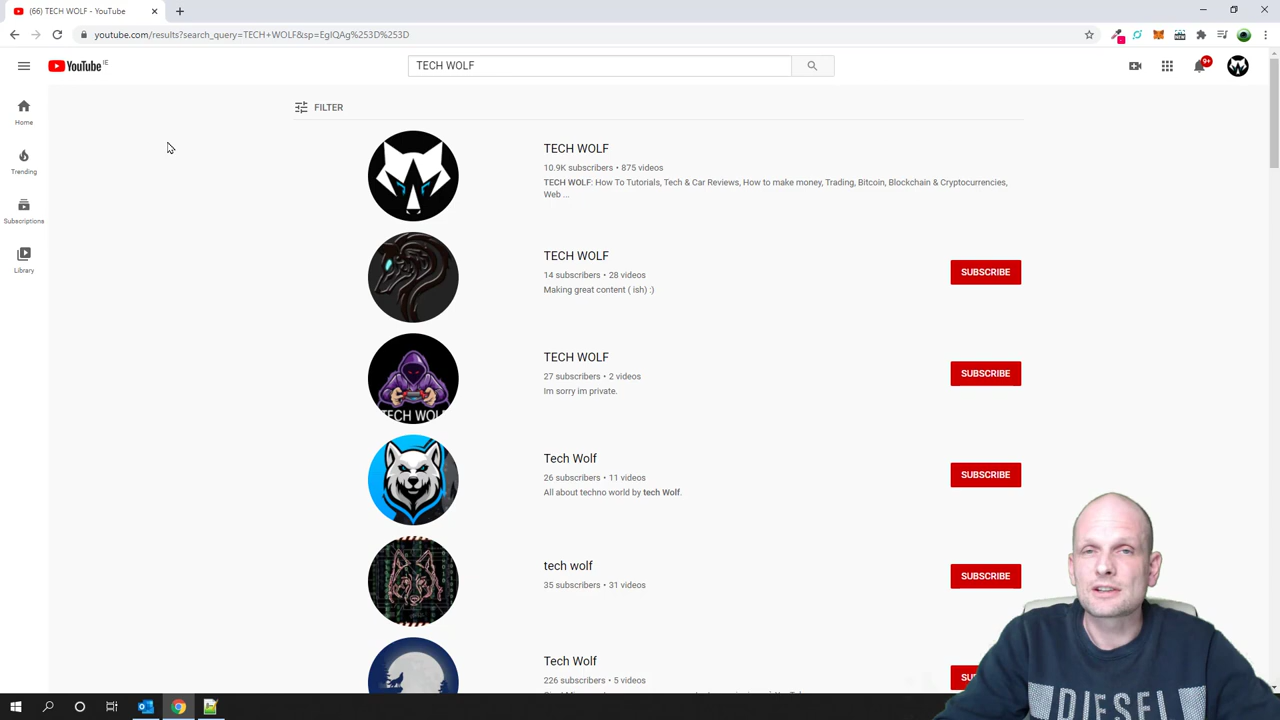 (66) TECH WOLF - YouTube
youtube.com/results?search_query=TECH+WOLF&sp=EgIQAg%253D%253D
YouTube IE
TECH WOLF
9+
Home
Trending
Subscriptions
Library
FILTER
TECH WOLF
10.9K subscribers • 875 videos
TECH WOLF: How To Tutorials, Tech & Car Reviews, How to make money, Trading, Bitcoin, Blockchain & Cryptocurrencies,
Web ...
TECH WOLF
14 subscribers • 28 videos
Making great content ( ish) :)
SUBSCRIBE
TECH WOLF
TECH WOLF
27 subscribers • 2 videos
Im sorry im private.
SUBSCRIBE
Tech Wolf
26 subscribers • 11 videos
All about techno world by tech Wolf.
SUBSCRIBE
tech wolf
35 subscribers • 31 videos
SUBSCRIBE
Tech Wolf
226 subscribers • 5 videos
DIESEL